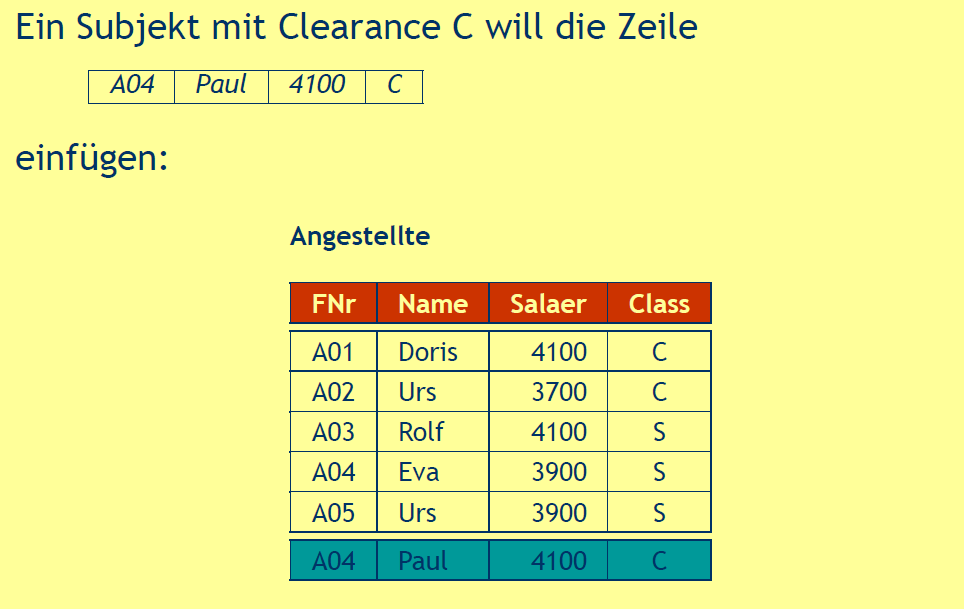 Ein Subjekt mit Clearance C will die Zeile
A04 Paul 4100 C
einfügen:
Angestellte
FNr Name Salaer Class
A01 Doris 4100 C
A02 Urs 3700 C
A03 Rolf 4100 S
A04 Eva 3900 S
A05 Urs 3900 S
A04 Paul 4100 C